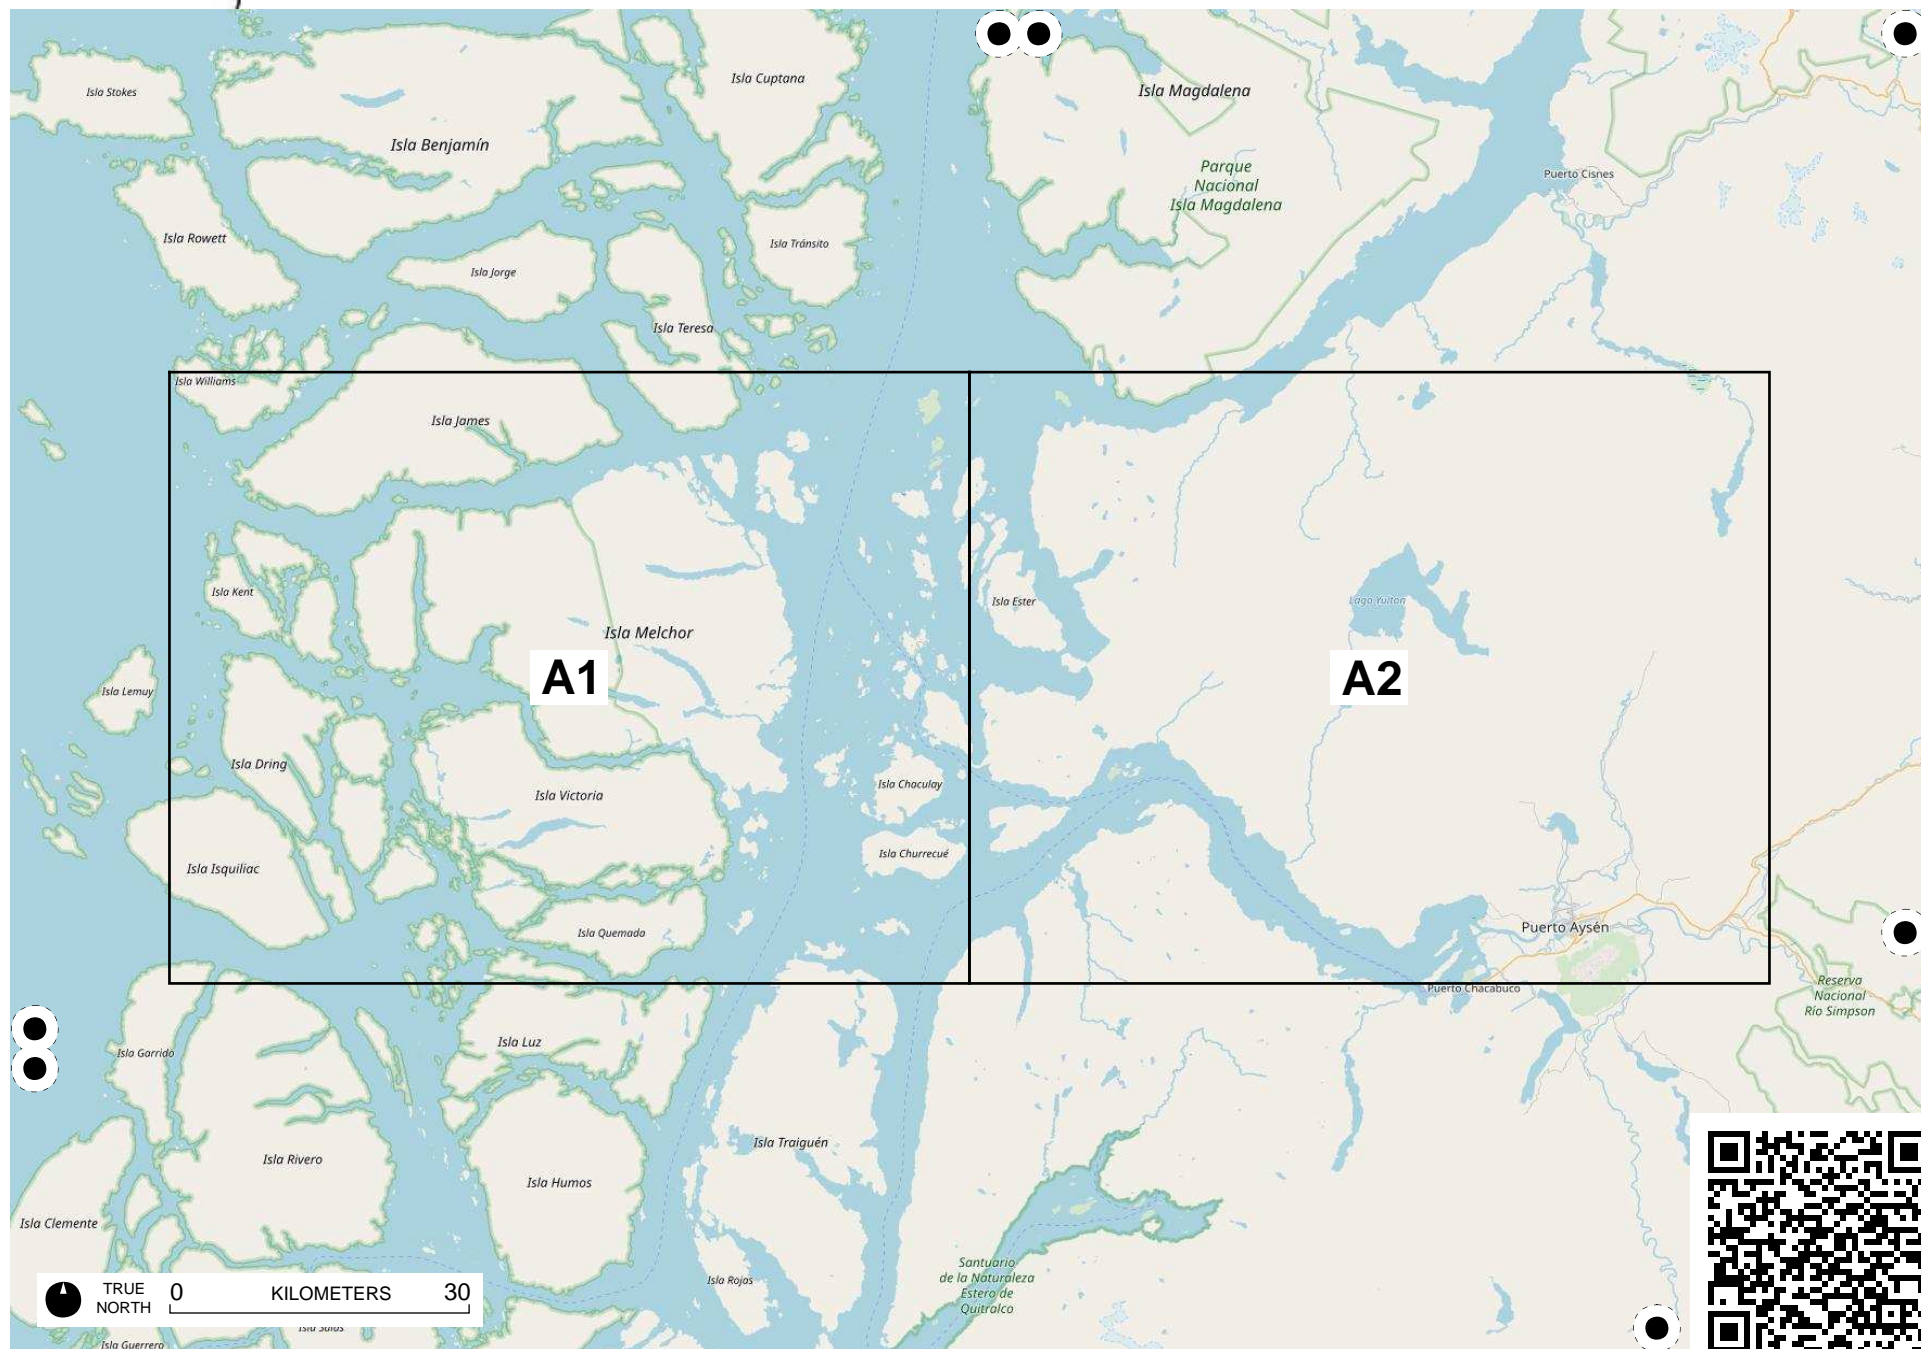 Isla Cuptana
Isla Stokes
Isla Magdalena
Isla Benjamín
Parque
Nacional
Isla Magdalena
Puerto Cisnes
Isla Rowett
Isla Tránsito
Isla Jorge
Isla Teresa
Isla Williams
Isla James
Isla Kent
Isla Ester
Lago Yulton
Isla Melchor
A1
A2
Isla Lemuy
Isla Dring
Isla Chaculay
Isla Victoria
Isla Churrecué
Isla Isquiliac
Isla Quemada
Puerto Aysén
Puerto Chacabuco
Reserva
Nacional
Río Simpson
Isla Luz
Isla Garrido
Isla Traiguén
Isla Rivero
Isla Humos
Isla Clemente
Santuario
de la Naturaleza
Estero de
Quitralco
Isla Rojas
TRUE
NORTH
0 KILOMETERS 30
Isla Salas
Isla Guerrero